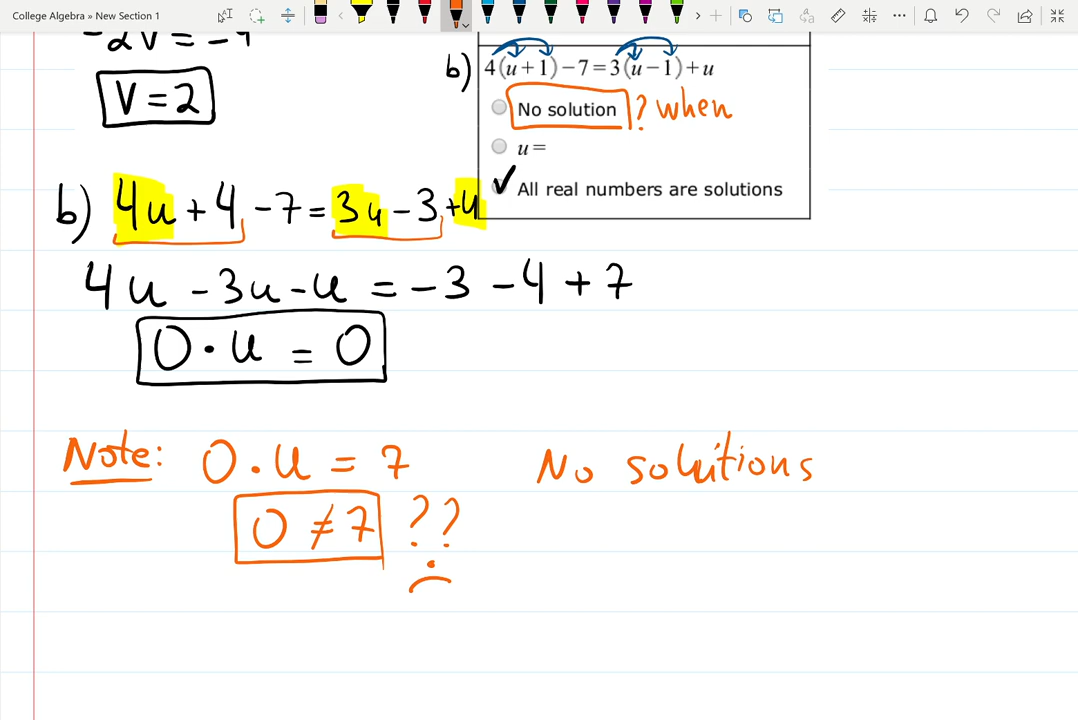 College Algebra » New Section 1
-2V = -4
V = 2
b) 4(u+1)−7=3(u−1)+u
No solution ? when
u=
All real numbers are solutions
b) 4u + 4 - 7 = 3u - 3 + u
4u - 3u - u = -3 - 4 + 7
0 · u = 0
Note: 0 · u = 7 No solutions
0 ≠ 7 ??